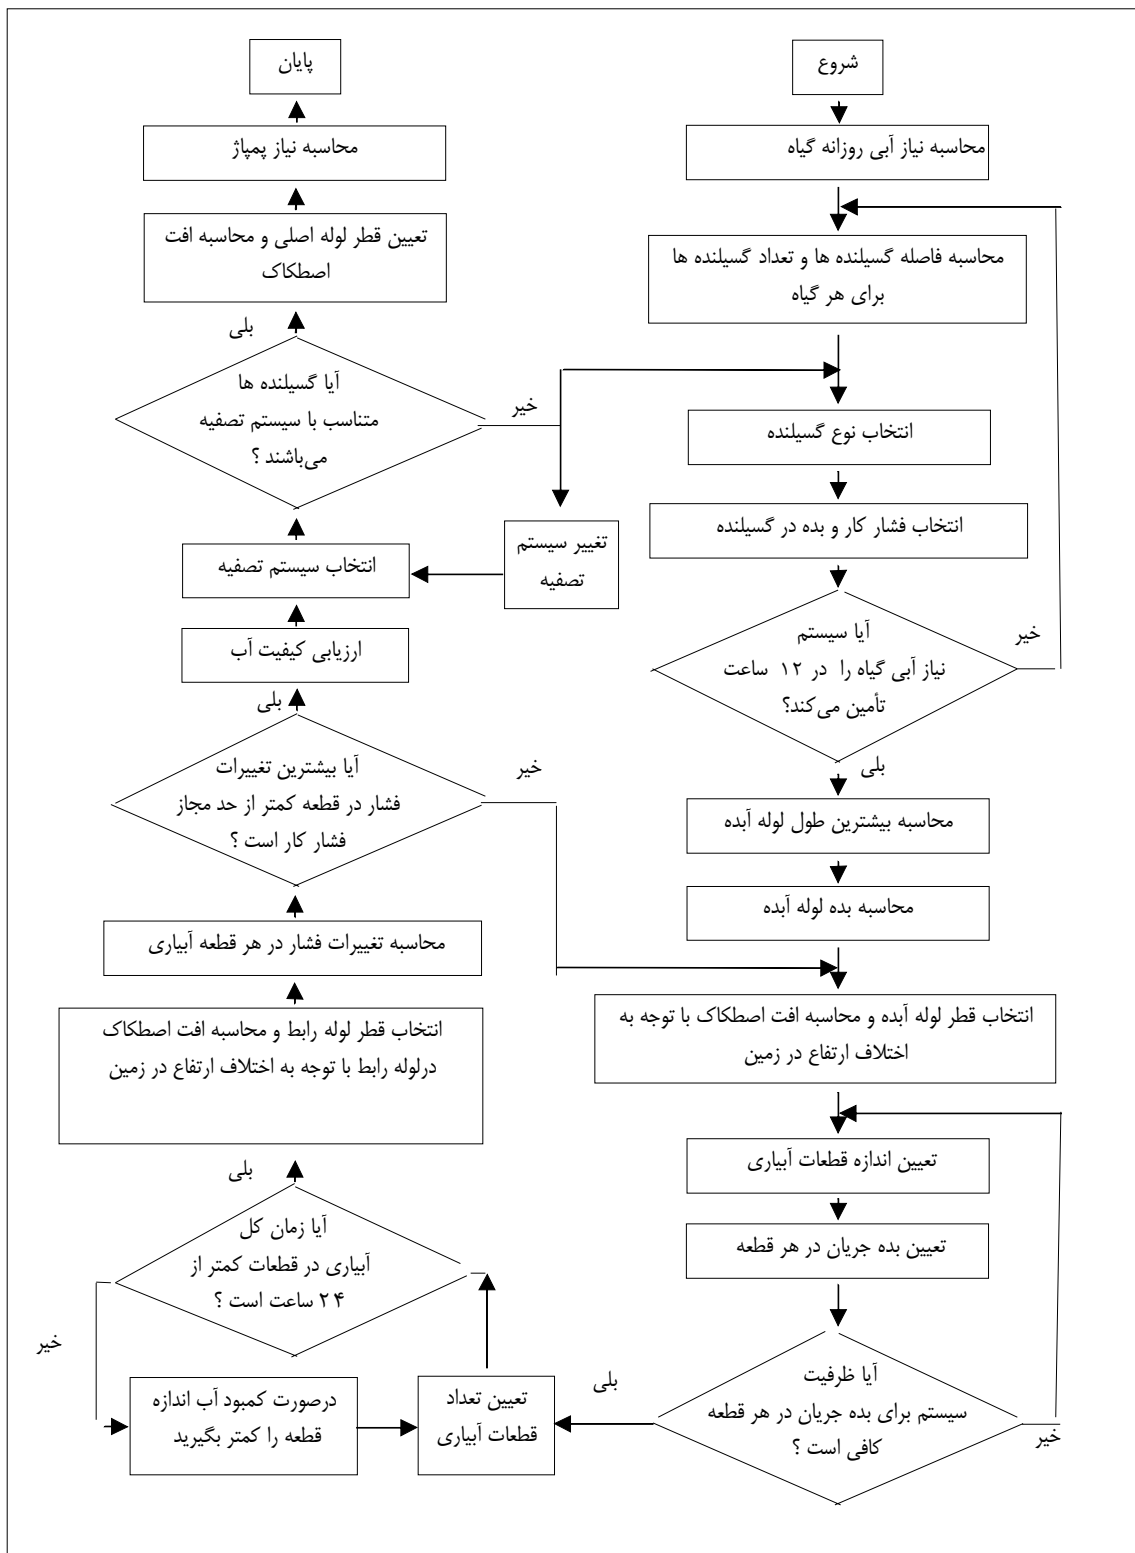 شروع
محاسبه نیاز آبی روزانه گیاه
محاسبه فاصله گسیلنده ها و تعداد گسیلنده ها
برای هر گیاه
انتخاب نوع گسیلنده
انتخاب فشار کار و بده در گسیلنده
آیا سیستم
نیاز آبی گیاه را در ۱۲ ساعت
تأمین می‌کند؟
خیر
بلی
محاسبه بیشترین طول لوله آبده
محاسبه بده لوله آبده
انتخاب قطر لوله آبده و محاسبه افت اصطکاک با توجه به
اختلاف ارتفاع در زمین
تعیین اندازه قطعات آبیاری
تعیین بده جریان در هر قطعه
آیا ظرفیت
سیستم برای بده جریان در هر قطعه
کافی است ؟
خیر
بلی
تعیین تعداد
قطعات آبیاری
درصورت کمبود آب اندازه
قطعه را کمتر بگیرید
آیا زمان کل
آبیاری در قطعات کمتر از
۲۴ ساعت است ؟
خیر
بلی
انتخاب قطر لوله رابط و محاسبه افت اصطکاک
درلوله رابط با توجه به اختلاف ارتفاع در زمین
محاسبه تغییرات فشار در هر قطعه آبیاری
آیا بیشترین تغییرات
فشار در قطعه کمتر از حد مجاز
فشار کار است ؟
خیر
بلی
ارزیابی کیفیت آب
انتخاب سیستم تصفیه
تغییر سیستم
تصفیه
آیا گسیلنده ها
متناسب با سیستم تصفیه
می‌باشند ؟
خیر
بلی
تعیین قطر لوله اصلی و محاسبه افت
اصطکاک
محاسبه نیاز پمپاژ
پایان